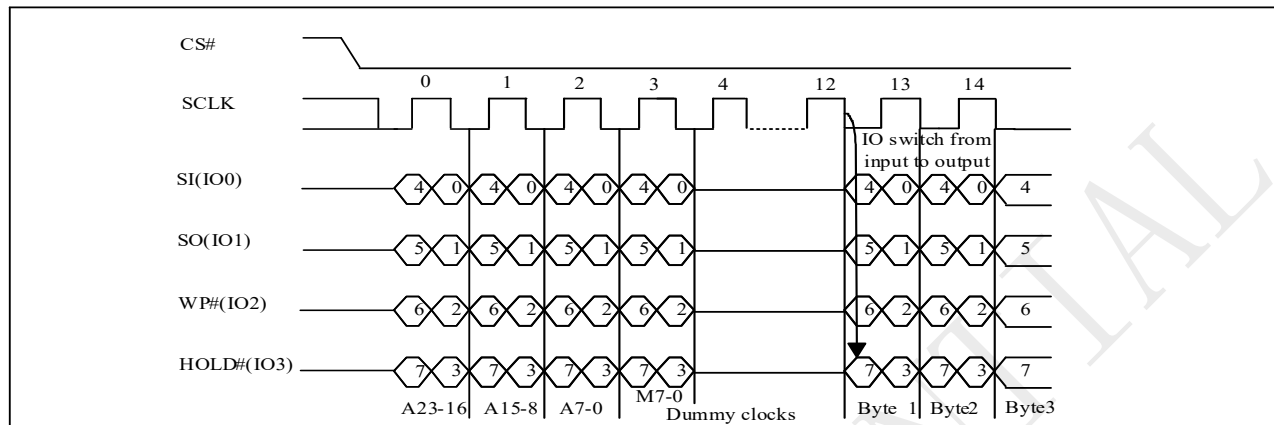 CS#
0 1 2 3 4 12 13 14
SCLK
IO switch from
input to output
SI(IO0) 4 0 4 0 4 0 4 0 4 0 4 0 4
SO(IO1) 5 1 5 1 5 1 5 1 5 1 5 1 5
WP#(IO2) 6 2 6 2 6 2 6 2 6 2 6 2 6
HOLD#(IO3) 7 3 7 3 7 3 7 3 7 3 7 3 7
A23-16 A15-8 A7-0 M7-0 Dummy clocks Byte 1 Byte2 Byte3